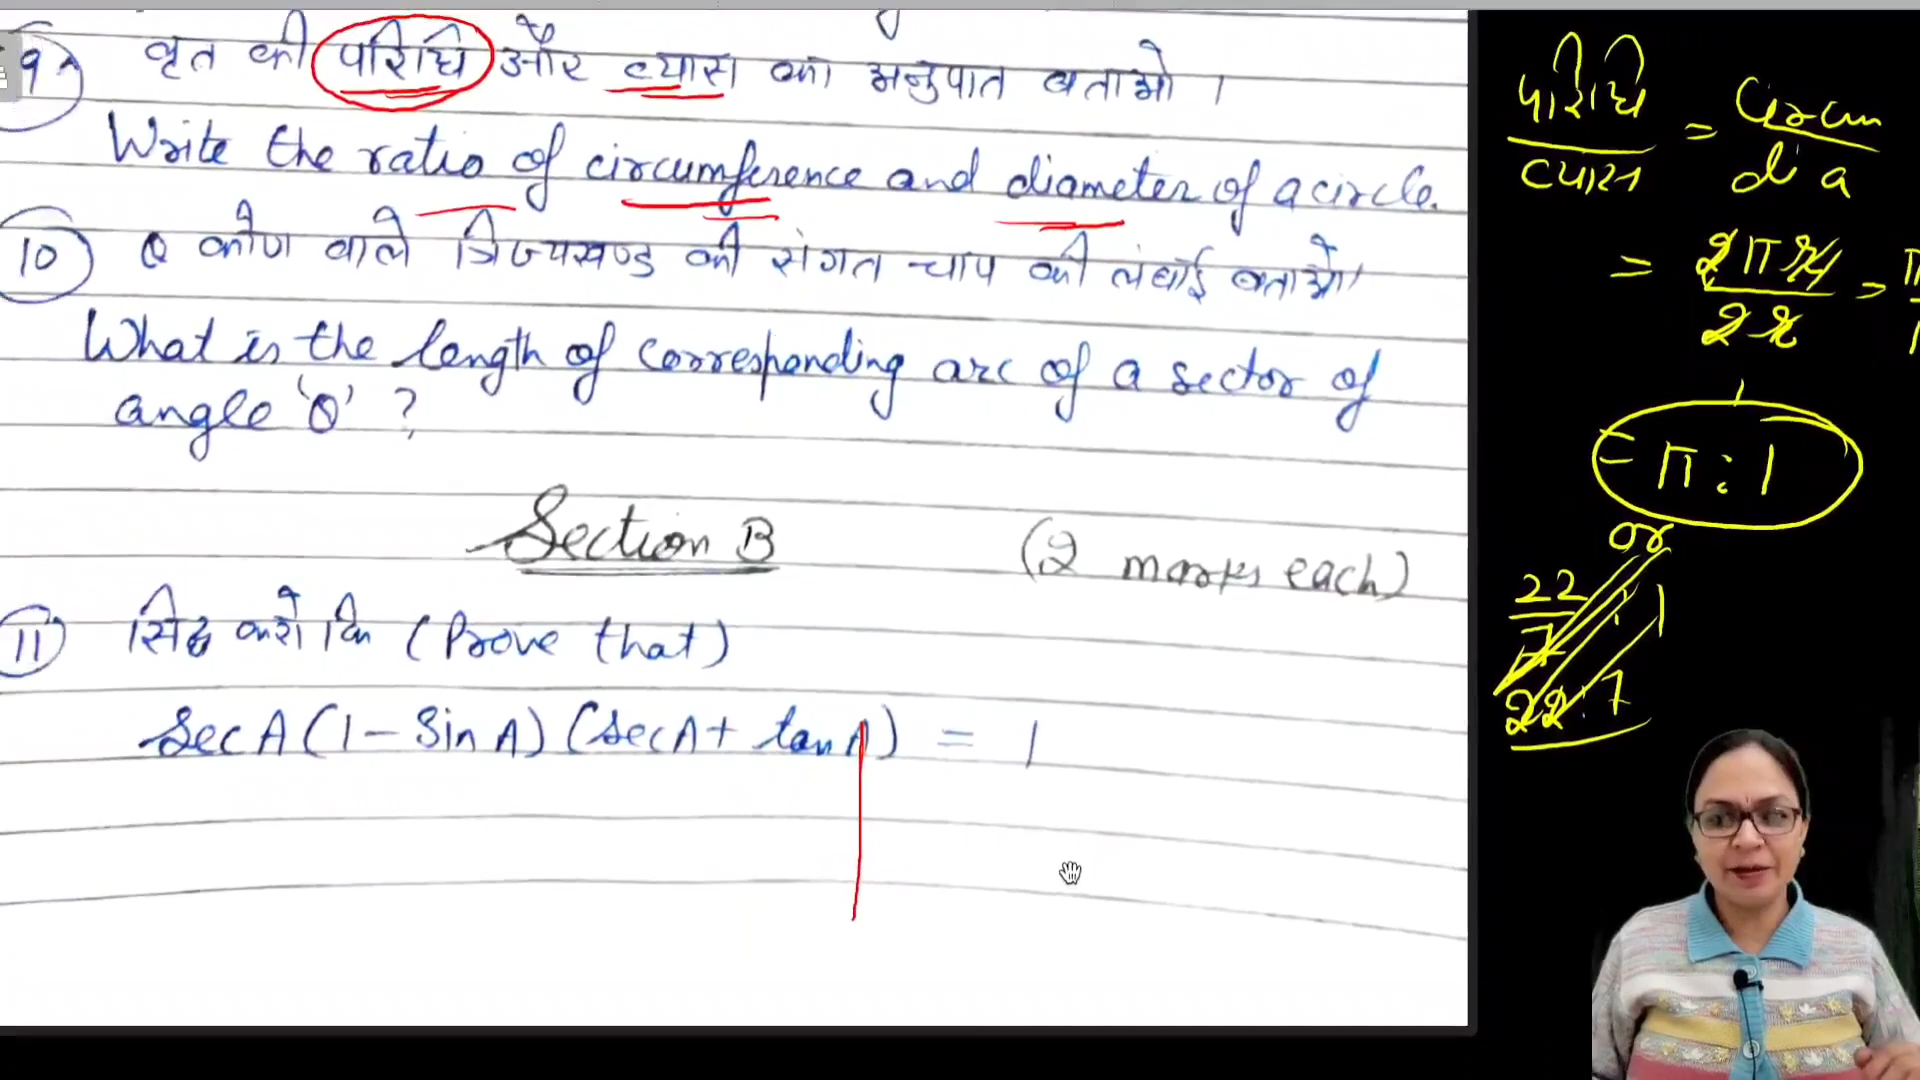 9. वृत की परिधि और व्यास का अनुपात बताओ ।
Write the ratio of circumference and diameter of a circle.
10 θ कोण वाले त्रिज्यखण्ड की संगत चाप की लंबाई बताओ।
What is the length of corresponding arc of a sector of
angle 'θ' ?
Section B (2 marks each)
11 सिद्ध करो कि (Prove that)
Sec A (1 - Sin A) (Sec A + tan A) = 1
परिधि / व्यास = Circum / dia
= 2πr / 2r = π
= π : 1
or
22 / 7 : 1
22 : 7